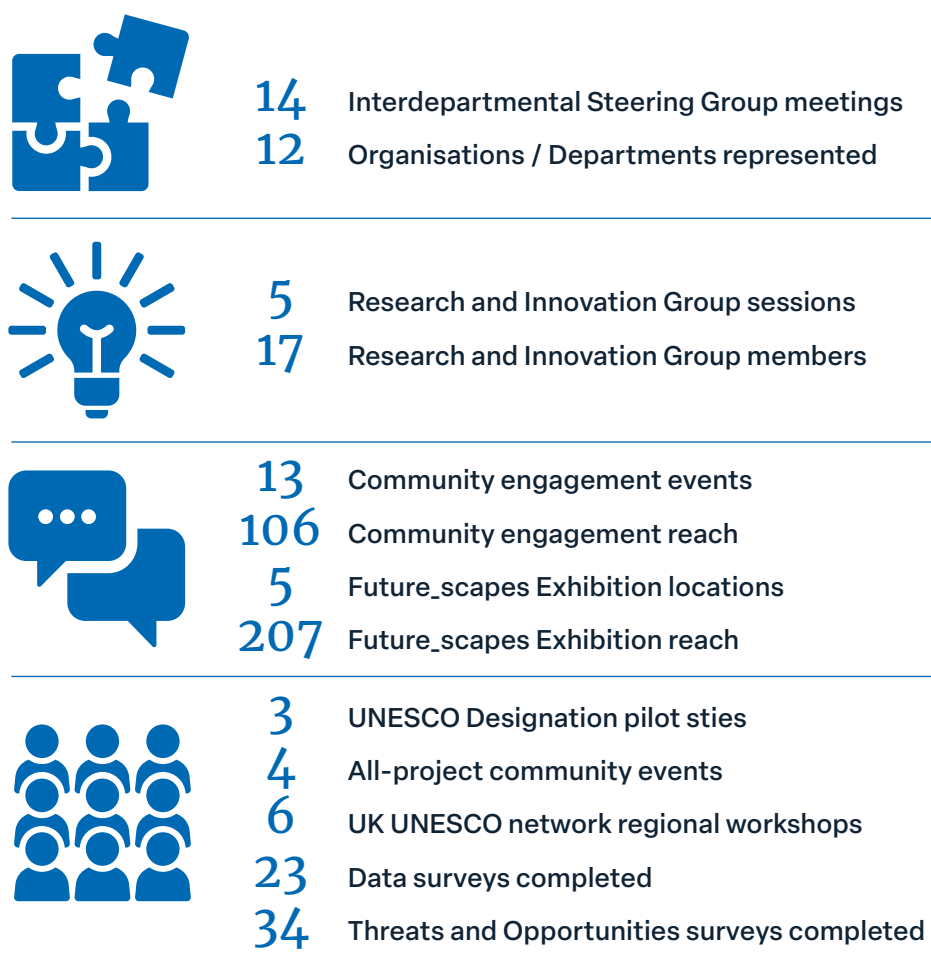 14 Interdepartmental Steering Group meetings
12 Organisations / Departments represented
5 Research and Innovation Group sessions
17 Research and Innovation Group members
13 Community engagement events
106 Community engagement reach
5 Future_scapes Exhibition locations
207 Future_scapes Exhibition reach
3 UNESCO Designation pilot sties
4 All-project community events
6 UK UNESCO network regional workshops
23 Data surveys completed
34 Threats and Opportunities surveys completed